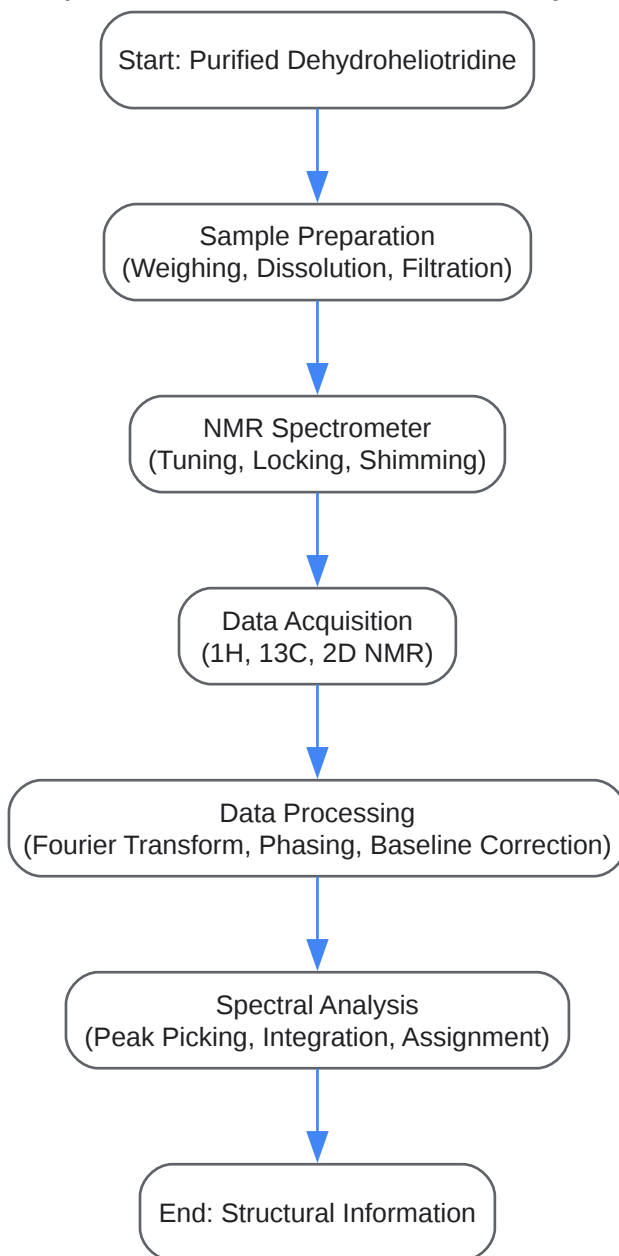 Start: Purified Dehydroheliotridine
Sample Preparation
(Weighing, Dissolution, Filtration)
NMR Spectrometer
(Tuning, Locking, Shimming)
Data Acquisition
(1H, 13C, 2D NMR)
Data Processing
(Fourier Transform, Phasing, Baseline Correction)
Spectral Analysis
(Peak Picking, Integration, Assignment)
End: Structural Information